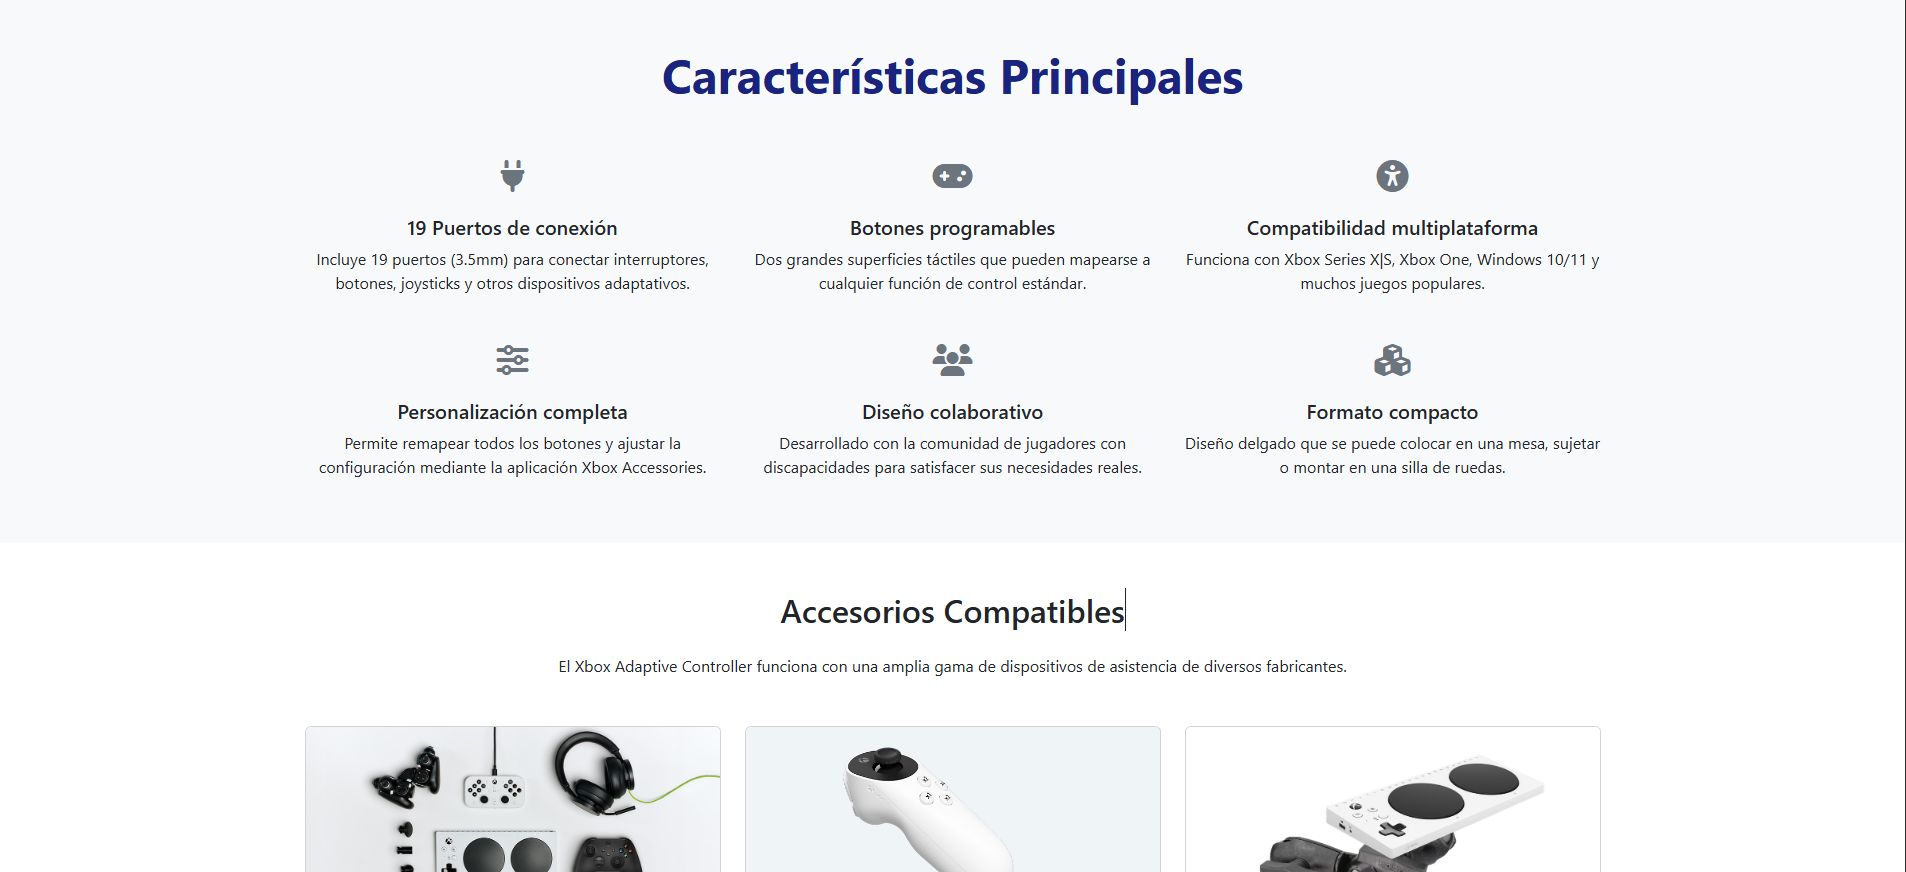 Características Principales
19 Puertos de conexión
Incluye 19 puertos (3.5mm) para conectar interruptores,
botones, joysticks y otros dispositivos adaptativos.
Botones programables
Dos grandes superficies táctiles que pueden mapearse a
cualquier función de control estándar.
Compatibilidad multiplataforma
Funciona con Xbox Series X|S, Xbox One, Windows 10/11 y
muchos juegos populares.
Personalización completa
Permite remapear todos los botones y ajustar la
configuración mediante la aplicación Xbox Accessories.
Diseño colaborativo
Desarrollado con la comunidad de jugadores con
discapacidades para satisfacer sus necesidades reales.
Formato compacto
Diseño delgado que se puede colocar en una mesa, sujetar
o montar en una silla de ruedas.
Accesorios Compatibles
El Xbox Adaptive Controller funciona con una amplia gama de dispositivos de asistencia de diversos fabricantes.